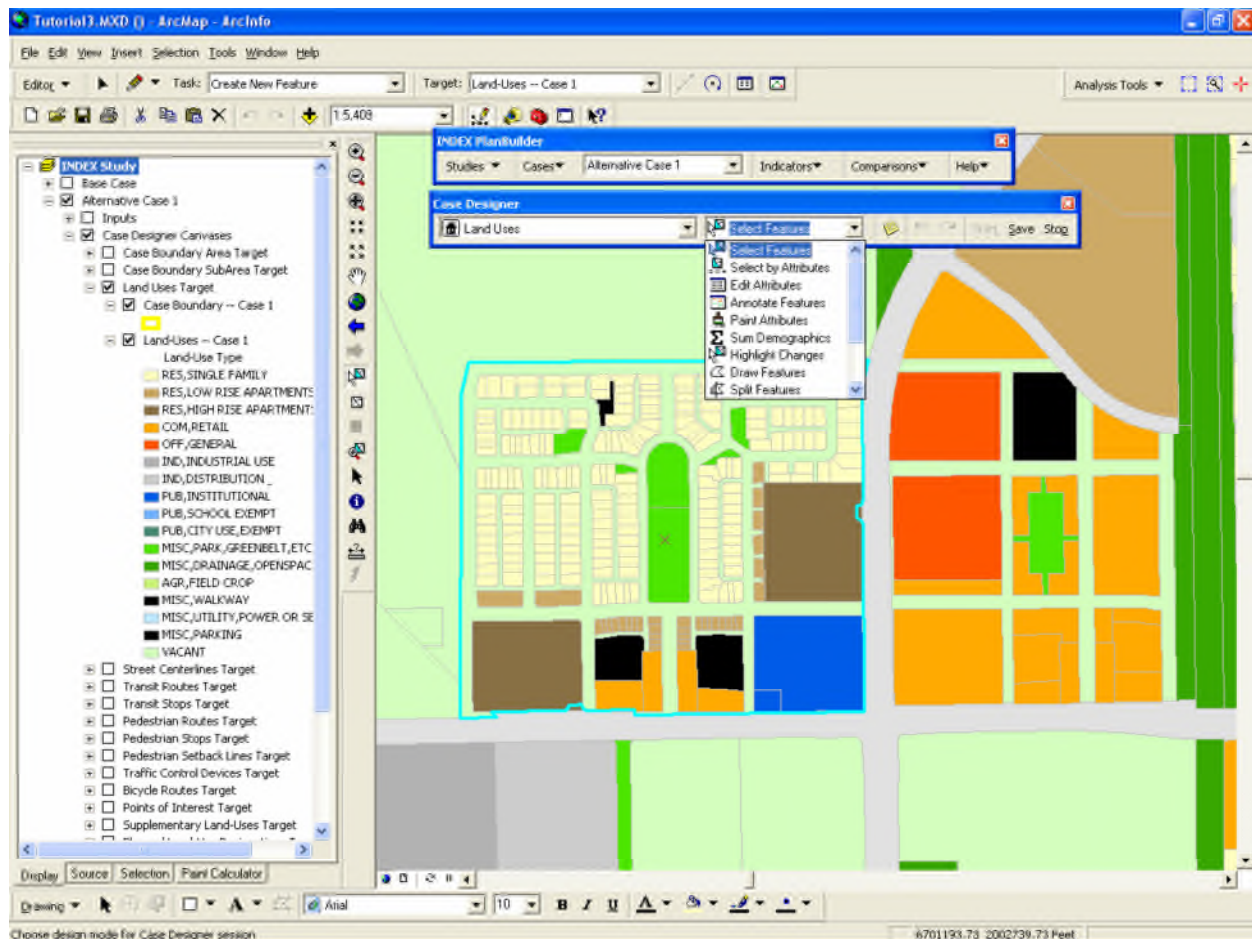 Tutorial3.MXD () - ArcMap - ArcInfo
File Edit View Insert Selection Tools Window Help
Editor Task: Create New Feature Target: Land-Uses -- Case 1 Analysis Tools
1:5,408
INDEX PlanBuilder
Studies Cases Alternative Case 1 Indicators Comparisons Help
Case Designer
Land Uses Select Features Save Stop
Select Features
Select by Attributes
Edit Attributes
Annotate Features
Paint Attributes
Sum Demographics
Highlight Changes
Draw Features
Split Features
INDEX Study
Base Case
Alternative Case 1
Inputs
Case Designer Canvases
Case Boundary Area Target
Case Boundary SubArea Target
Land Uses Target
Case Boundary -- Case 1
Land-Uses -- Case 1
Land-Use Type
RES,SINGLE FAMILY
RES,LOW RISE APARTMENTS
RES,HIGH RISE APARTMENT
COM,RETAIL
OFF,GENERAL
IND,INDUSTRIAL USE
IND,DISTRIBUTION _
PUB,INSTITUTIONAL
PUB,SCHOOL EXEMPT
PUB,CITY USE,EXEMPT
MISC,PARK,GREENBELT,ETC
MISC,DRAINAGE,OPENSPAC
AGR,FIELD CROP
MISC,WALKWAY
MISC,UTILITY,POWER OR SE
MISC,PARKING
VACANT
Street Centerlines Target
Transit Routes Target
Transit Stops Target
Pedestrian Routes Target
Pedestrian Stops Target
Pedestrian Setback Lines Target
Traffic Control Devices Target
Bicycle Routes Target
Points of Interest Target
Supplementary Land-Uses Target
Display Source Selection Paint Calculator
Drawing A Arial 10 B I U A
Choose design mode for Case Designer session 6701193.73 2002739.73 Feet